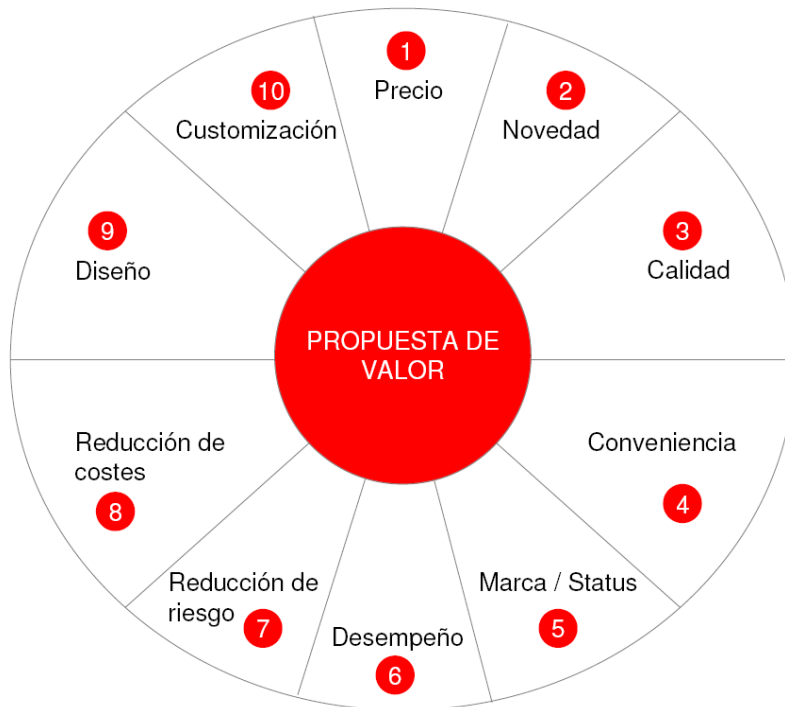 1
Precio
2
Novedad
3
Calidad
Conveniencia
4
Marca / Status
5
Desempeño
6
Reducción de
riesgo
7
Reducción de
costes
8
9
Diseño
10
Customización
PROPUESTA DE
VALOR